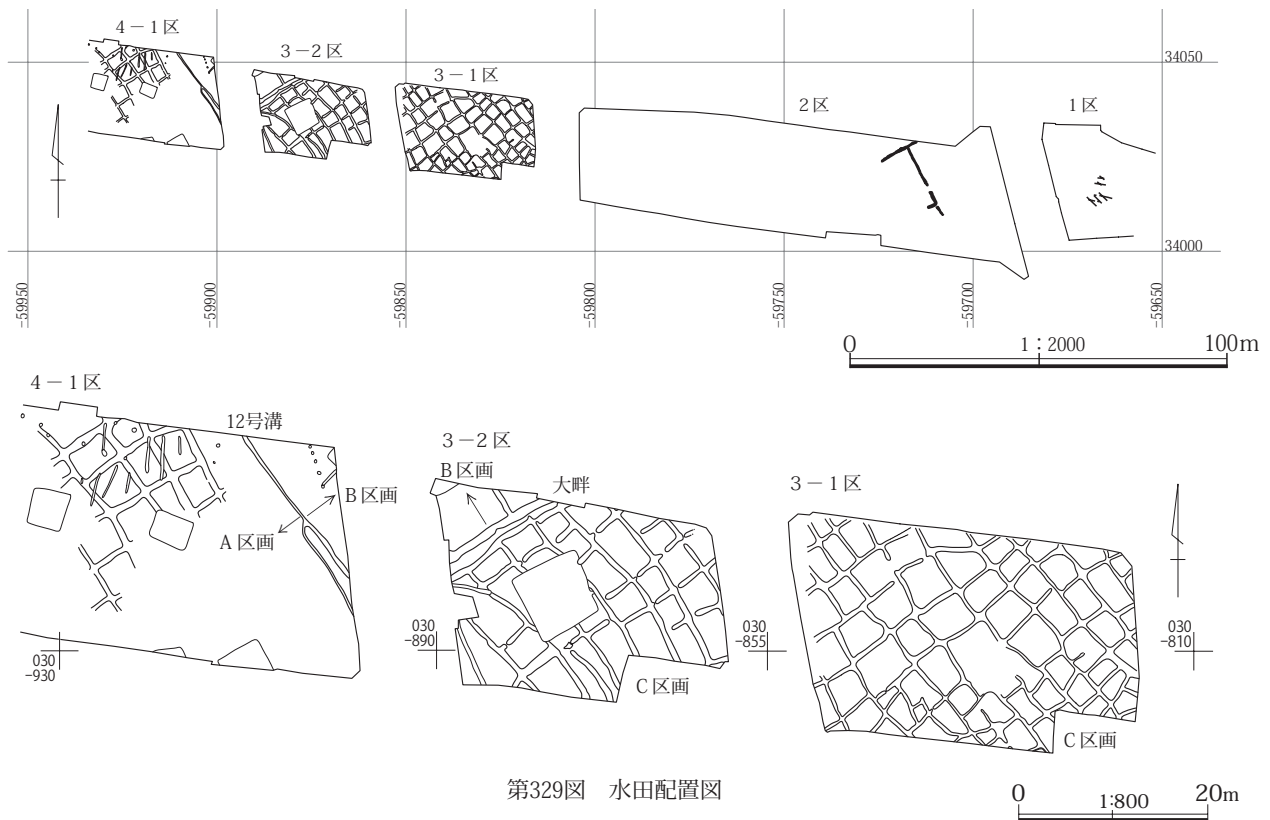 4－1区
3－2区
3－1区
2区
1区
34050
34000
-59950
-59900
-59850
-59800
-59750
-59700
-59650
0
1：2000
100m
4－1区
12号溝
B区画
A区画
030
-930
3－2区
B区画
大畔
030
-890
C区画
030
-855
3－1区
030
-810
C区画
第329図　水田配置図
0
1:800
20m